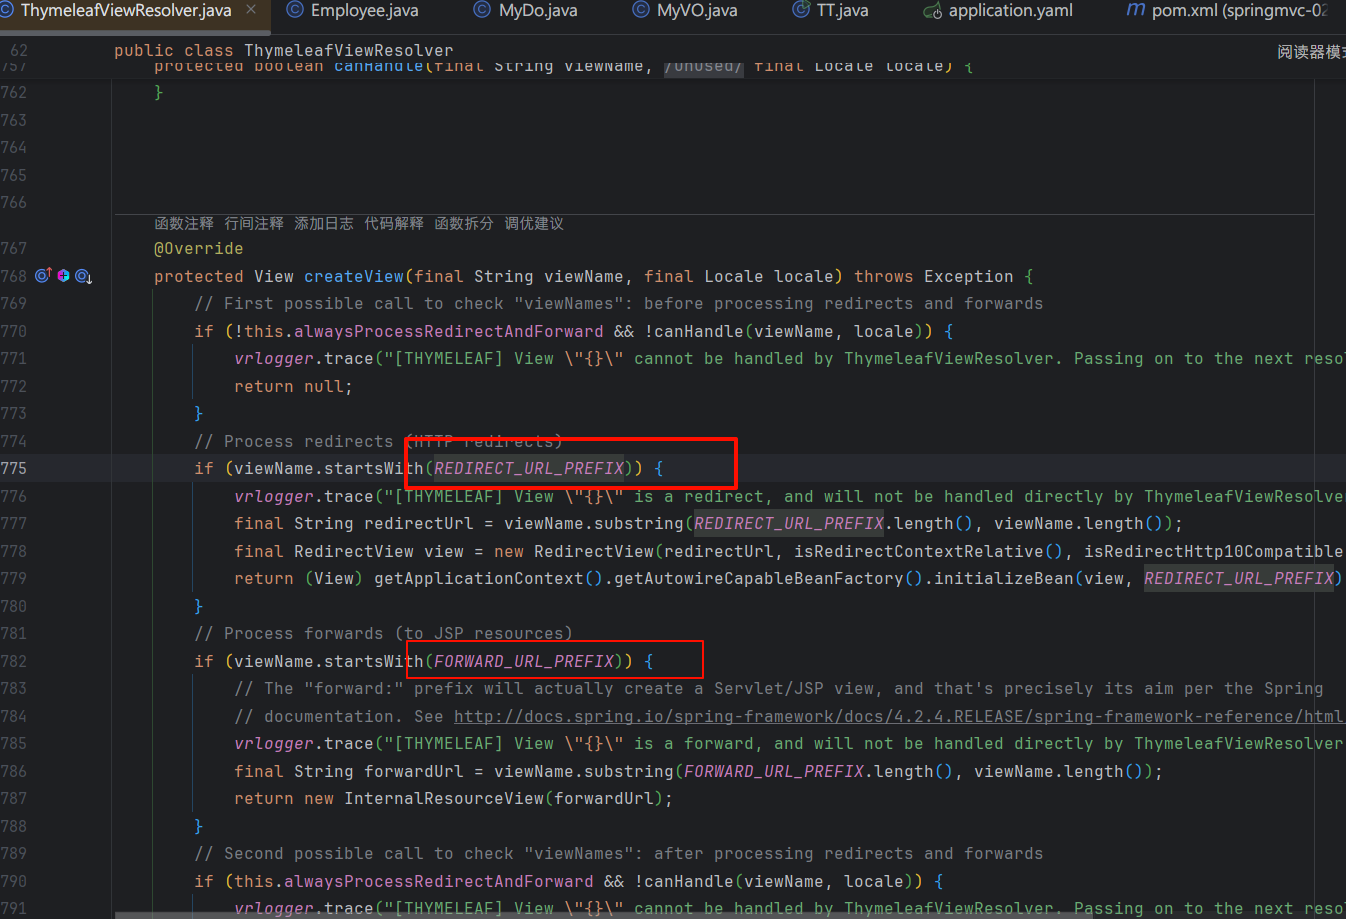 ThymeleafViewResolver.java × Employee.java MyDo.java MyVO.java TT.java application.yaml pom.xml (springmvc-02
62 public class ThymeleafViewResolver 阅读器模式
757 protected boolean canHandle(final String viewName, /Unused/ final Locale locale) {
762 }
763
764
765
766
函数注释 行间注释 添加日志 代码解释 函数拆分 调优建议
767 @Override
768 protected View createView(final String viewName, final Locale locale) throws Exception {
769 // First possible call to check "viewNames": before processing redirects and forwards
770 if (!this.alwaysProcessRedirectAndForward && !canHandle(viewName, locale)) {
771 vrlogger.trace("[THYMELEAF] View \"{}\" cannot be handled by ThymeleafViewResolver. Passing on to the next resol
772 return null;
773 }
774 // Process redirects (HTTP redirects)
775 if (viewName.startsWith(REDIRECT_URL_PREFIX)) {
776 vrlogger.trace("[THYMELEAF] View \"{}\" is a redirect, and will not be handled directly by ThymeleafViewResolver
777 final String redirectUrl = viewName.substring(REDIRECT_URL_PREFIX.length(), viewName.length());
778 final RedirectView view = new RedirectView(redirectUrl, isRedirectContextRelative(), isRedirectHttp10Compatible
779 return (View) getApplicationContext().getAutowireCapableBeanFactory().initializeBean(view, REDIRECT_URL_PREFIX)
780 }
781 // Process forwards (to JSP resources)
782 if (viewName.startsWith(FORWARD_URL_PREFIX)) {
783 // The "forward:" prefix will actually create a Servlet/JSP view, and that's precisely its aim per the Spring
784 // documentation. See http://docs.spring.io/spring-framework/docs/4.2.4.RELEASE/spring-framework-reference/html
785 vrlogger.trace("[THYMELEAF] View \"{}\" is a forward, and will not be handled directly by ThymeleafViewResolver
786 final String forwardUrl = viewName.substring(FORWARD_URL_PREFIX.length(), viewName.length());
787 return new InternalResourceView(forwardUrl);
788 }
789 // Second possible call to check "viewNames": after processing redirects and forwards
790 if (this.alwaysProcessRedirectAndForward && !canHandle(viewName, locale)) {
791 vrlogger.trace("[THYMELEAF] View \"{}\" cannot be handled by ThymeleafViewResolver. Passing on to the next resol